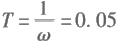 T = 1/ω = 0.05